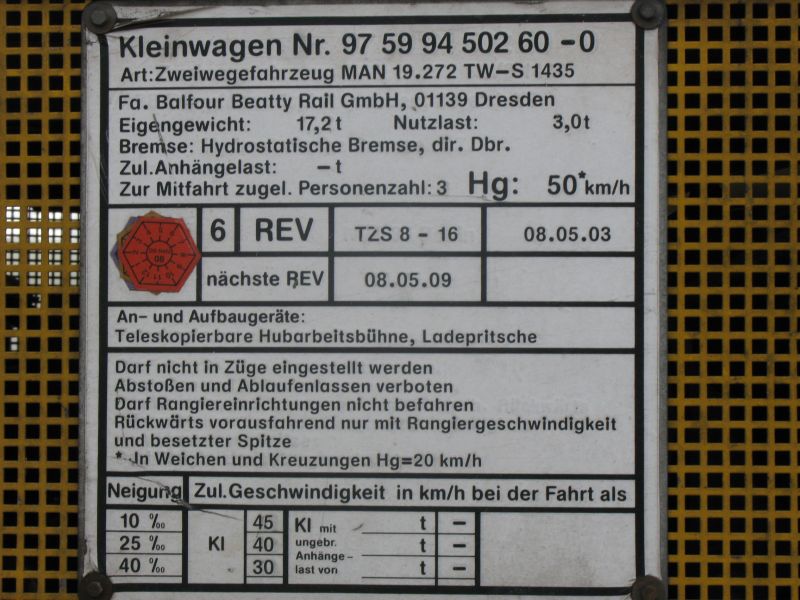 Kleinwagen Nr. 97 59 94 502 60 -0
Art:Zweiwegefahrzeug MAN 19.272 TW-S 1435
Fa. Balfour Beatty Rail GmbH, 01139 Dresden
Eigengewicht: 17,2 t Nutzlast: 3,0 t
Bremse: Hydrostatische Bremse, dir. Dbr.
Zul.Anhängelast: - t
Zur Mitfahrt zugel. Personenzahl: 3 Hg: 50* km/h
6 REV TZS 8 - 16 08.05.03
nächste REV 08.05.09
An- und Aufbaugeräte:
Teleskopierbare Hubarbeitsbühne, Ladepritsche
Darf nicht in Züge eingestellt werden
Abstoßen und Ablaufenlassen verboten
Darf Rangiereinrichtungen nicht befahren
Rückwärts vorausfahrend nur mit Rangiergeschwindigkeit
und besetzter Spitze
* In Weichen und Kreuzungen Hg=20 km/h
Neigung Zul.Geschwindigkeit in km/h bei der Fahrt als
10 ‰ Kl 45 Kl mit t -
25 ‰ 40 ungebr. t -
40 ‰ 30 Anhänge-
last von t -